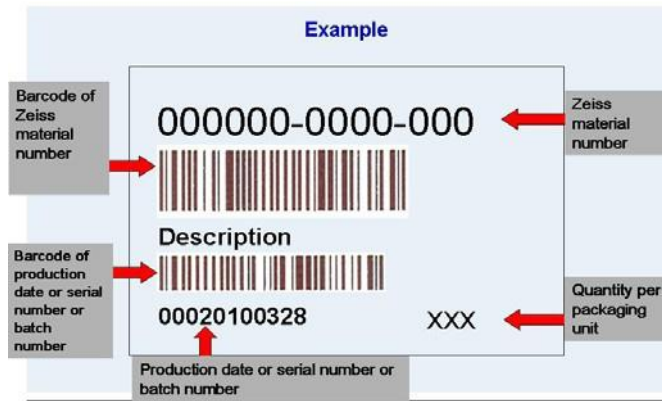 Example
Barcode of
Zeiss
material
number
000000-0000-000
Zeiss
material
number
Description
Barcode of
production
date or serial
number or
batch
number
00020100328
XXX
Quantity per
packaging
unit
Production date or serial number or
batch number